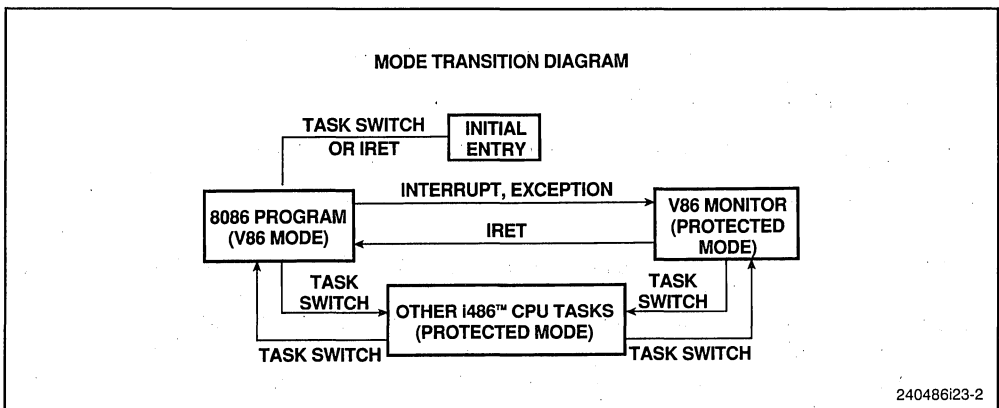 MODE TRANSITION DIAGRAM
TASK SWITCH
OR IRET
INITIAL
ENTRY
8086 PROGRAM
(V86 MODE)
INTERRUPT, EXCEPTION
IRET
V86 MONITOR
(PROTECTED
MODE)
TASK
SWITCH
OTHER i486™ CPU TASKS
(PROTECTED MODE)
TASK
SWITCH
TASK SWITCH
TASK SWITCH
240486i23-2